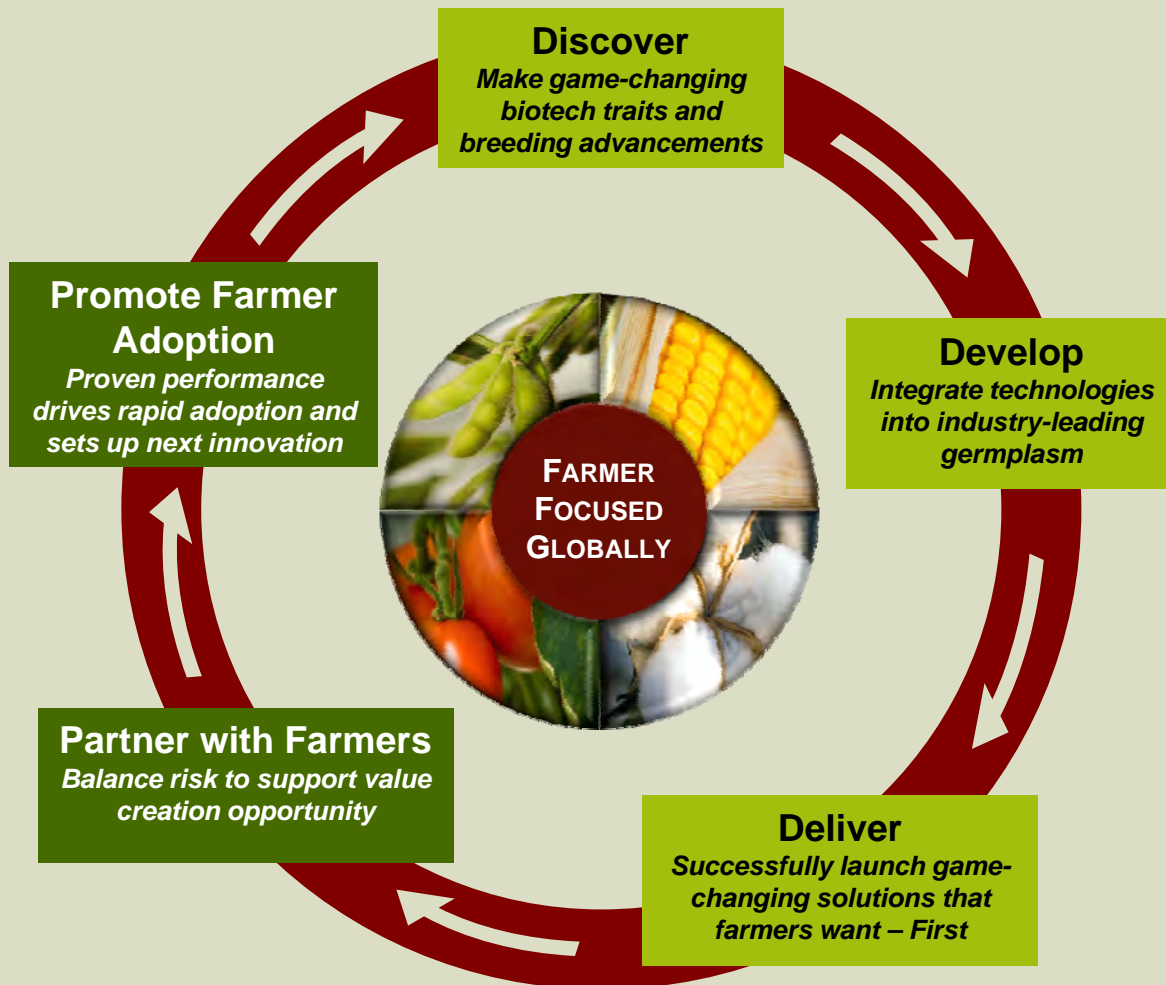 Discover
Make game-changing
biotech traits and
breeding advancements
Develop
Integrate technologies
into industry-leading
germplasm
Deliver
Successfully launch game-
changing solutions that
farmers want – First
Partner with Farmers
Balance risk to support value
creation opportunity
Promote Farmer
Adoption
Proven performance
drives rapid adoption and
sets up next innovation
FARMER
FOCUSED
GLOBALLY